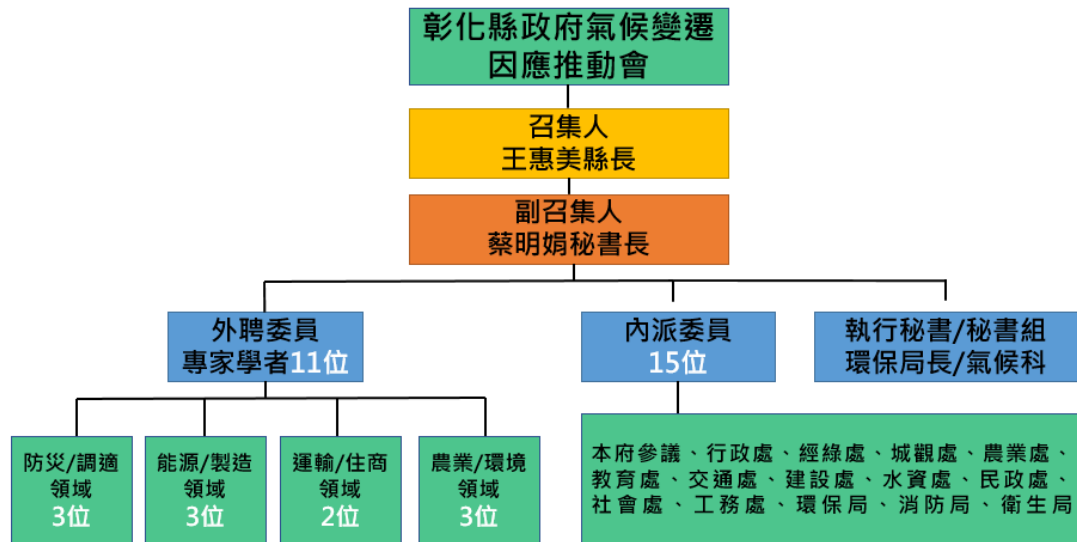 彰化縣政府氣候變遷
因應推動會
召集人
王惠美縣長
副召集人
蔡明娟秘書長
外聘委員
專家學者11位
內派委員
15位
執行秘書/秘書組
環保局長/氣候科
防災/調適
領域
3位
能源/製造
領域
3位
運輸/住商
領域
2位
農業/環境
領域
3位
本府參議、行政處、經綠處、城觀處、農業處、
教育處、交通處、建設處、水資處、民政處、
社會處、工務處、環保局、消防局、衛生局